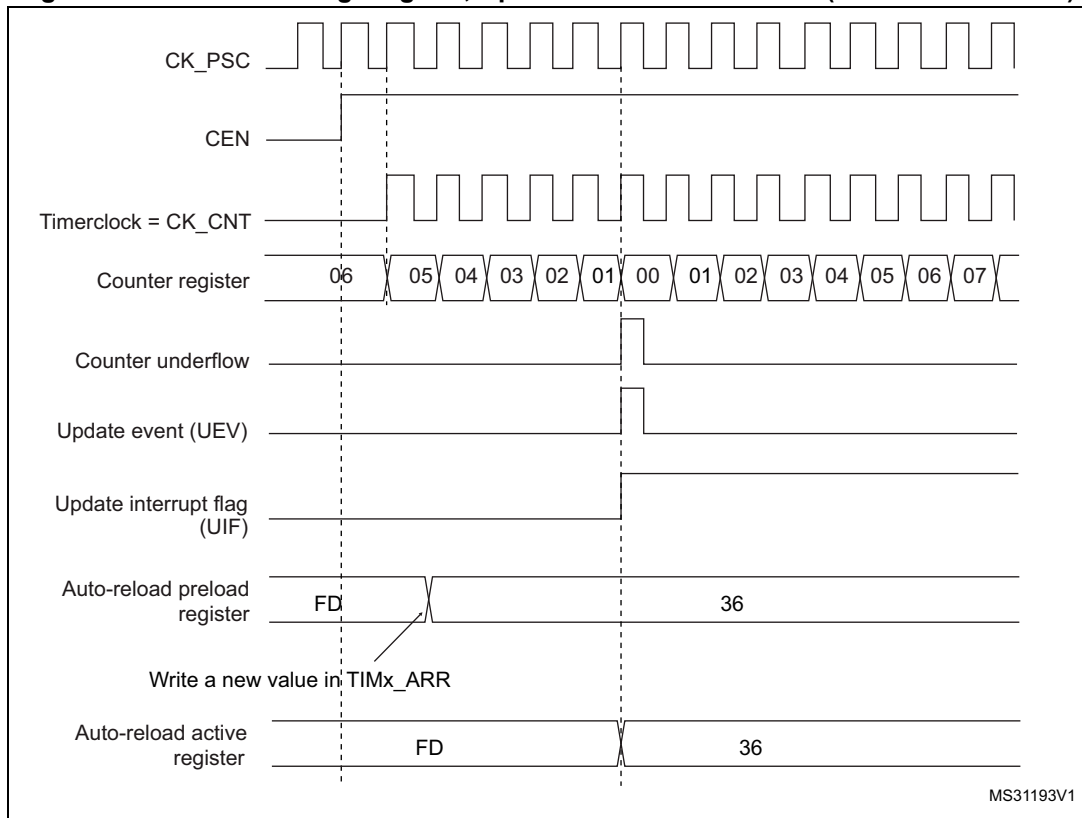 CK_PSC
CEN
Timerclock = CK_CNT
Counter register
06 05 04 03 02 01 00 01 02 03 04 05 06 07
Counter underflow
Update event (UEV)
Update interrupt flag
(UIF)
Auto-reload preload
register
FD 36
Write a new value in TIMx_ARR
Auto-reload active
register
FD 36
MS31193V1